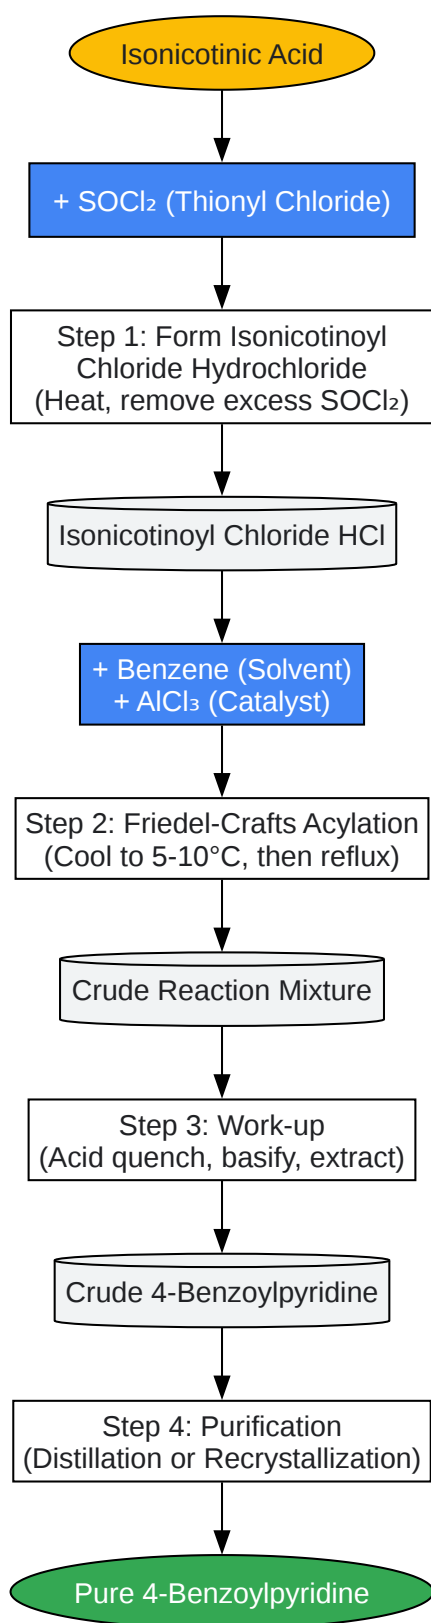 Isonicotinic Acid
+ SOCl₂ (Thionyl Chloride)
Step 1: Form Isonicotinoyl
Chloride Hydrochloride
(Heat, remove excess SOCl₂)
Isonicotinoyl Chloride HCl
+ Benzene (Solvent)
+ AlCl₃ (Catalyst)
Step 2: Friedel-Crafts Acylation
(Cool to 5-10°C, then reflux)
Crude Reaction Mixture
Step 3: Work-up
(Acid quench, basify, extract)
Crude 4-Benzoylpyridine
Step 4: Purification
(Distillation or Recrystallization)
Pure 4-Benzoylpyridine